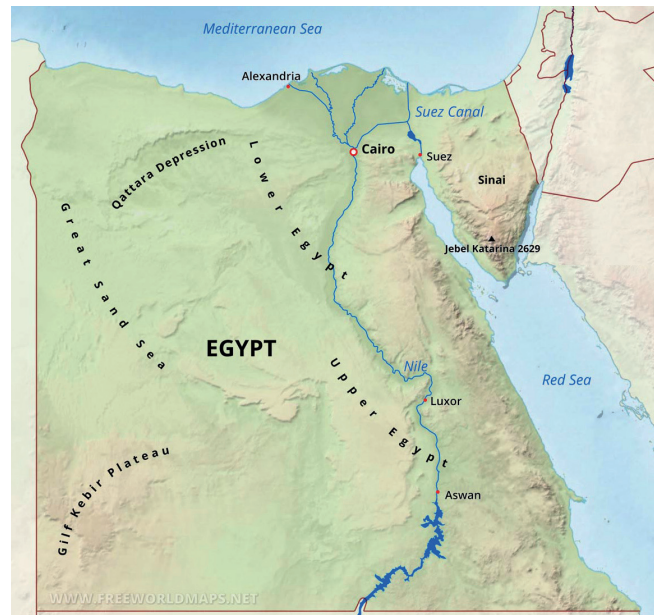 Mediterranean Sea
Alexandria
Suez Canal
Cairo
Suez
Qattara Depression
Lower Egypt
Sinai
Jebel Katarina 2629
Great Sand Sea
EGYPT
Upper Egypt
Nile
Red Sea
Luxor
Gilf Kebir Plateau
Aswan
WWW.FREEWORLDMAPS.NET